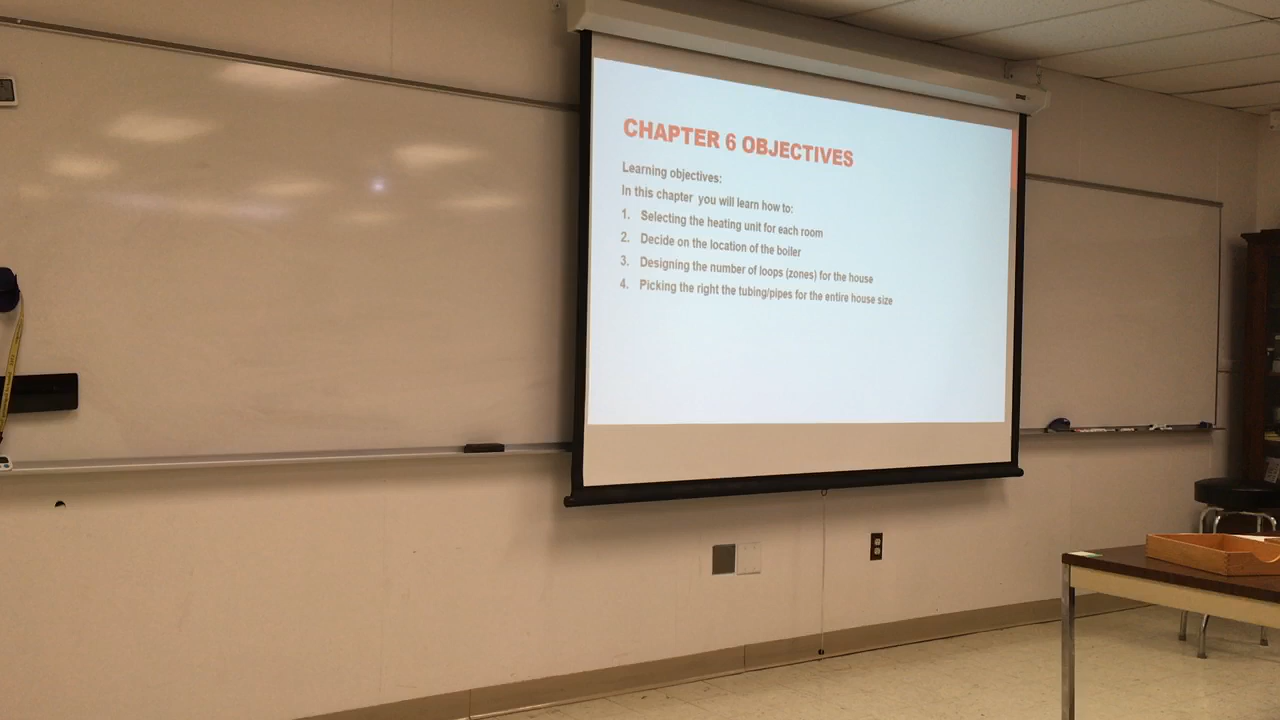 CHAPTER 6 OBJECTIVES
Learning objectives:
In this chapter you will learn how to:
1. Selecting the heating unit for each room
2. Decide on the location of the boiler
3. Designing the number of loops (zones) for the house
4. Picking the right the tubing/pipes for the entire house size